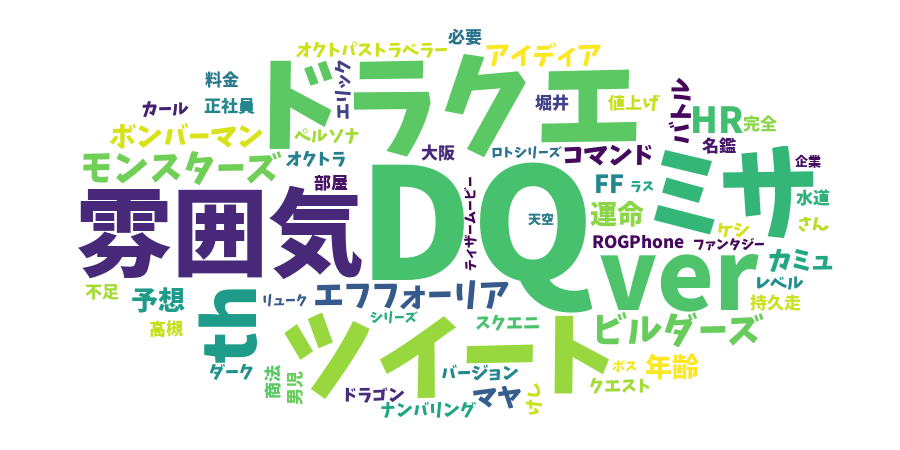 必要
オクトパストラベラー
アイディア
ドラクエ
エリック
料金
カール
正社員
堀井
値上げ
バトル
HR
完全
ボンバーマン
ペルソナ
名鑑
モンスターズ
オクトラ
大阪
ロトシリーズ
コマンド
企業
部屋
DQ
FF
ラス
ミサ
水道
雰囲気
ティザームービー
天空
運命
ケシ
さん
ROGPhone
ファンタジー
ver
カミュ
レベル
不足
予想
th
リューク
エフフォーリア
持久走
高槻
シリーズ
スクエニ
ビルダーズ
ツイート
ダーク
商法
男児
バージョン
ボス
年齢
クエスト
ドラゴン
マヤ
けし
ナンバリング